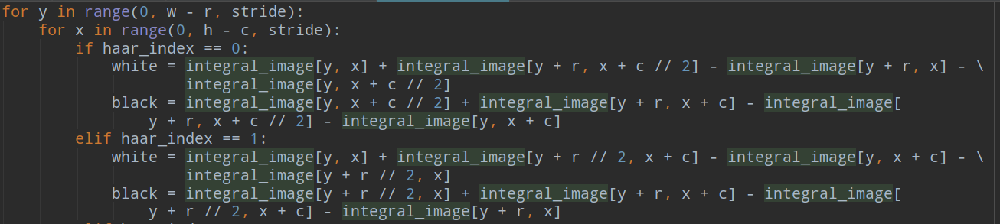 for y in range(0, w - r, stride):
    for x in range(0, h - c, stride):
        if haar_index == 0:
            white = integral_image[y, x] + integral_image[y + r, x + c // 2] - integral_image[y + r, x] - \
                integral_image[y, x + c // 2]
            black = integral_image[y, x + c // 2] + integral_image[y + r, x + c] - integral_image[
                y + r, x + c // 2] - integral_image[y, x + c]
        elif haar_index == 1:
            white = integral_image[y, x] + integral_image[y + r // 2, x + c] - integral_image[y, x + c] - \
                integral_image[y + r // 2, x]
            black = integral_image[y + r // 2, x] + integral_image[y + r, x + c] - integral_image[
                y + r // 2, x + c] - integral_image[y + r, x]